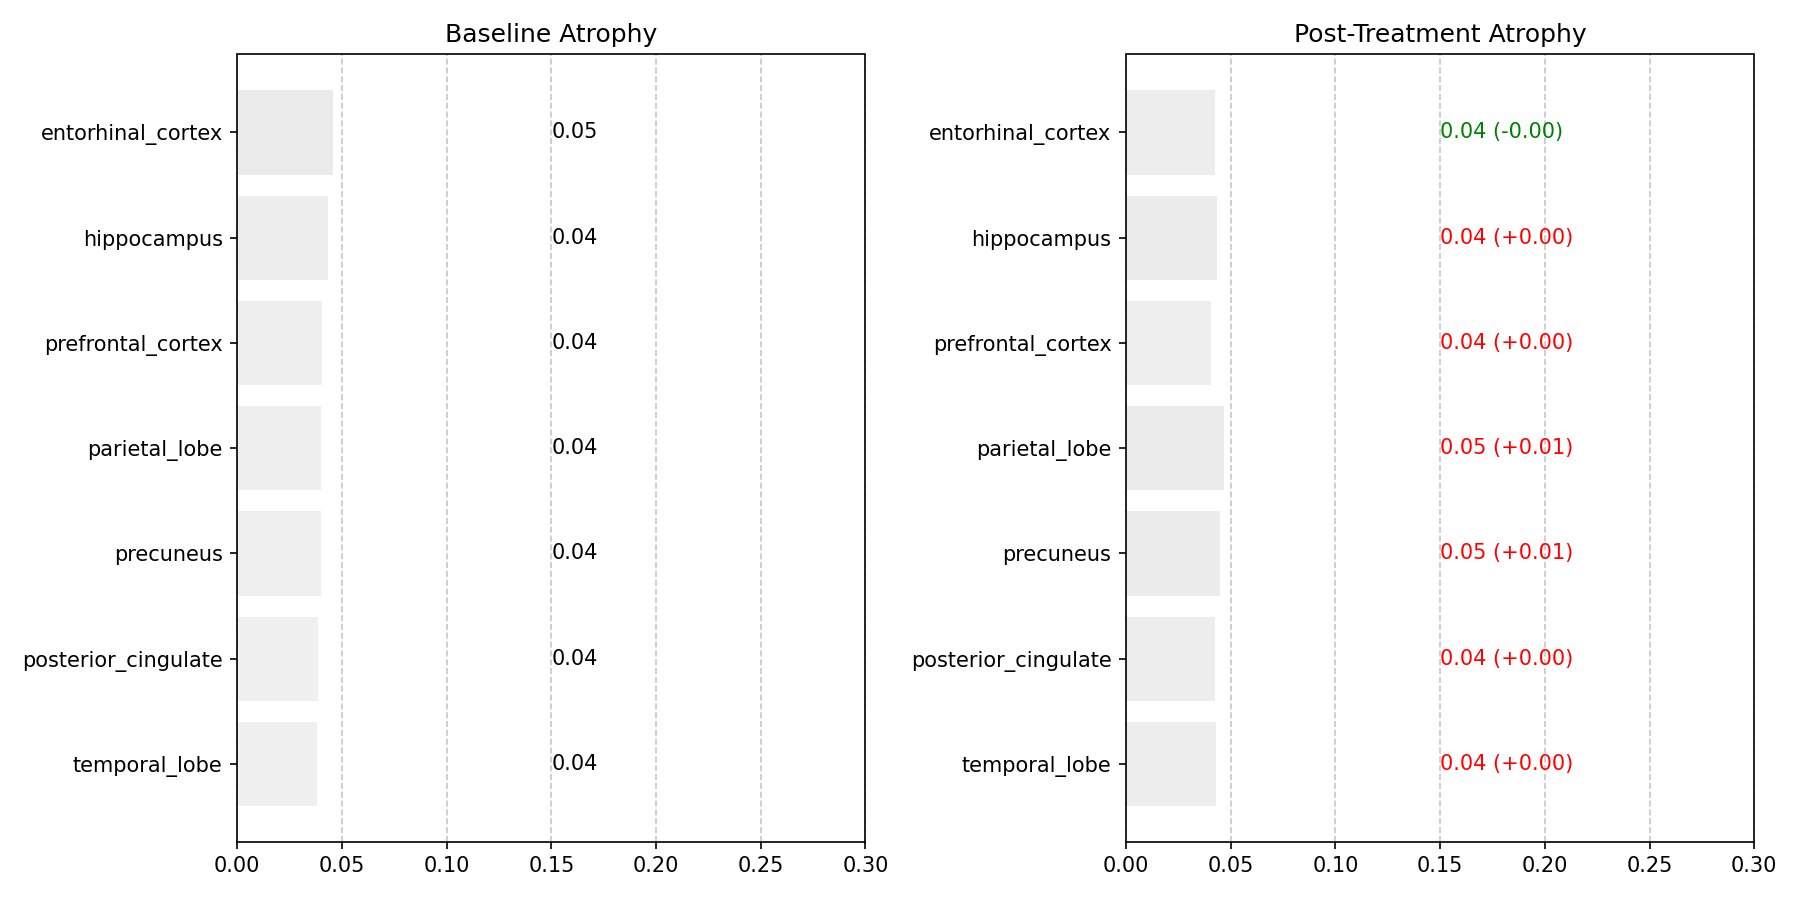 Baseline Atrophy
entorhinal_cortex 0.05
hippocampus 0.04
prefrontal_cortex 0.04
parietal_lobe 0.04
precuneus 0.04
posterior_cingulate 0.04
temporal_lobe 0.04
0.00 0.05 0.10 0.15 0.20 0.25 0.30
Post-Treatment Atrophy
entorhinal_cortex 0.04 (-0.00)
hippocampus 0.04 (+0.00)
prefrontal_cortex 0.04 (+0.00)
parietal_lobe 0.05 (+0.01)
precuneus 0.05 (+0.01)
posterior_cingulate 0.04 (+0.00)
temporal_lobe 0.04 (+0.00)
0.00 0.05 0.10 0.15 0.20 0.25 0.30